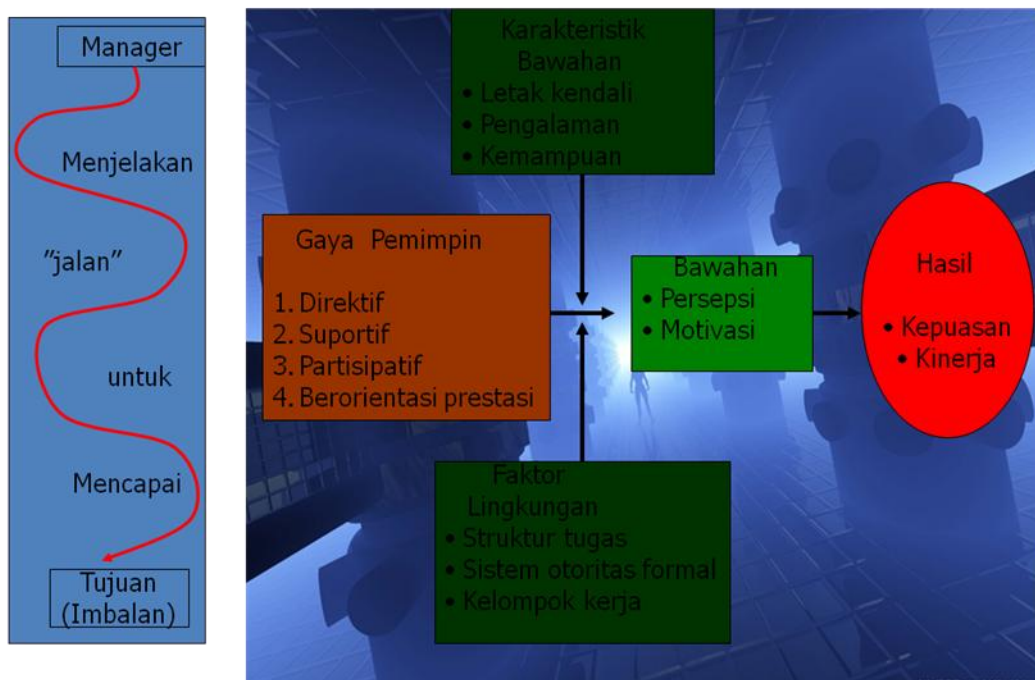 Manager
Menjelakan
”jalan”
untuk
Mencapai
Tujuan
(Imbalan)
Karakteristik
Bawahan
• Letak kendali
• Pengalaman
• Kemampuan
Gaya Pemimpin
1. Direktif
2. Suportif
3. Partisipatif
4. Berorientasi prestasi
Bawahan
• Persepsi
• Motivasi
Hasil
• Kepuasan
• Kinerja
Faktor
Lingkungan
• Struktur tugas
• Sistem otoritas formal
• Kelompok kerja